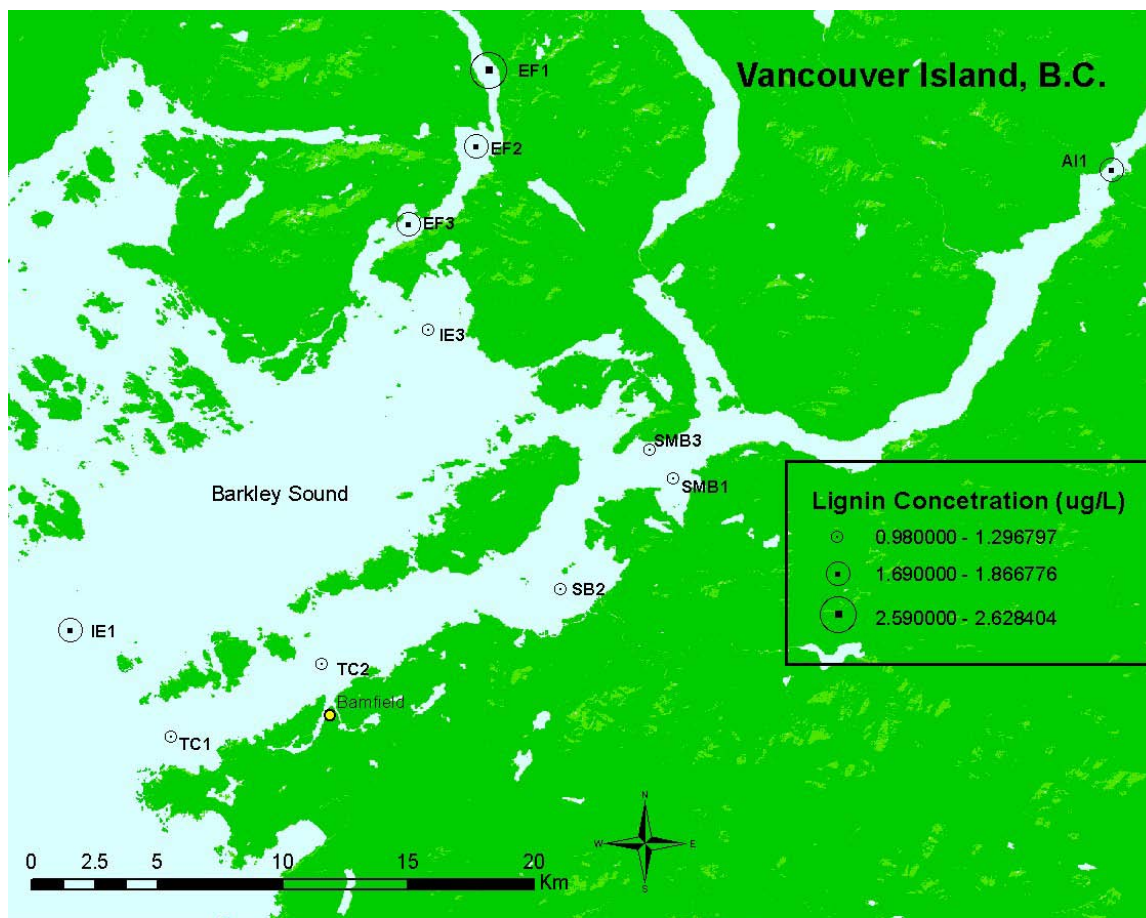 EF1
Vancouver Island, B.C.
EF2
AI1
EF3
IE3
SMB3
SMB1
Barkley Sound
Lignin Concetration (ug/L)
0.980000 - 1.296797
1.690000 - 1.866776
2.590000 - 2.628404
SB2
IE1
TC2
Bamfield
TC1
N
W E
S
0 2.5 5 10 15 20
Km